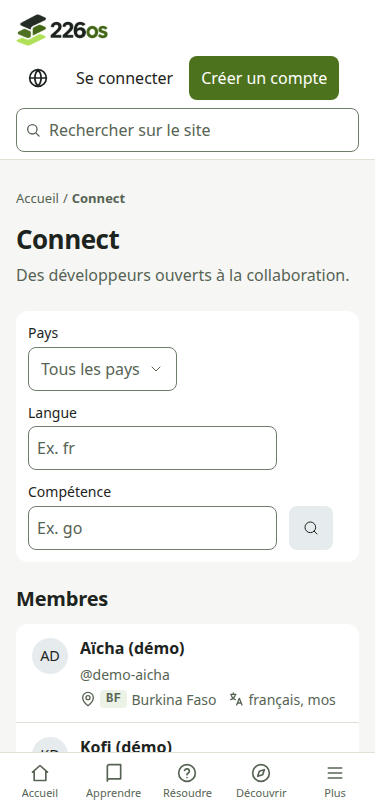 226os
Se connecter
Créer un compte
Rechercher sur le site
Accueil / Connect
Connect
Des développeurs ouverts à la collaboration.
Pays
Tous les pays
Langue
Ex. fr
Compétence
Ex. go
Membres
AD
Aïcha (démo)
@demo-aicha
BF Burkina Faso français, mos
Kofi (démo)
Accueil
Apprendre
Résoudre
Découvrir
Plus